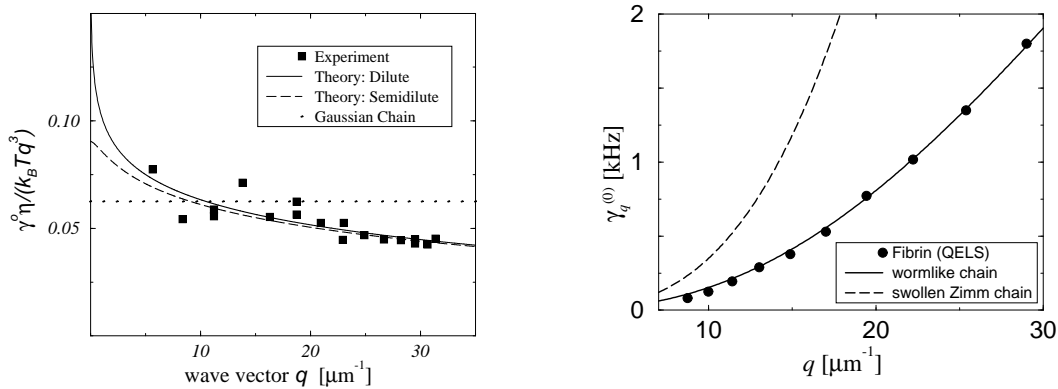 γ°η/(k_BTq³)
0.10
0.05
10
20
30
wave vector q [μm⁻¹]
Experiment
Theory: Dilute
Theory: Semidilute
Gaussian Chain
γ_q^(0) [kHz]
2
1
0
10
20
30
q [μm⁻¹]
Fibrin (QELS)
wormlike chain
swollen Zimm chain